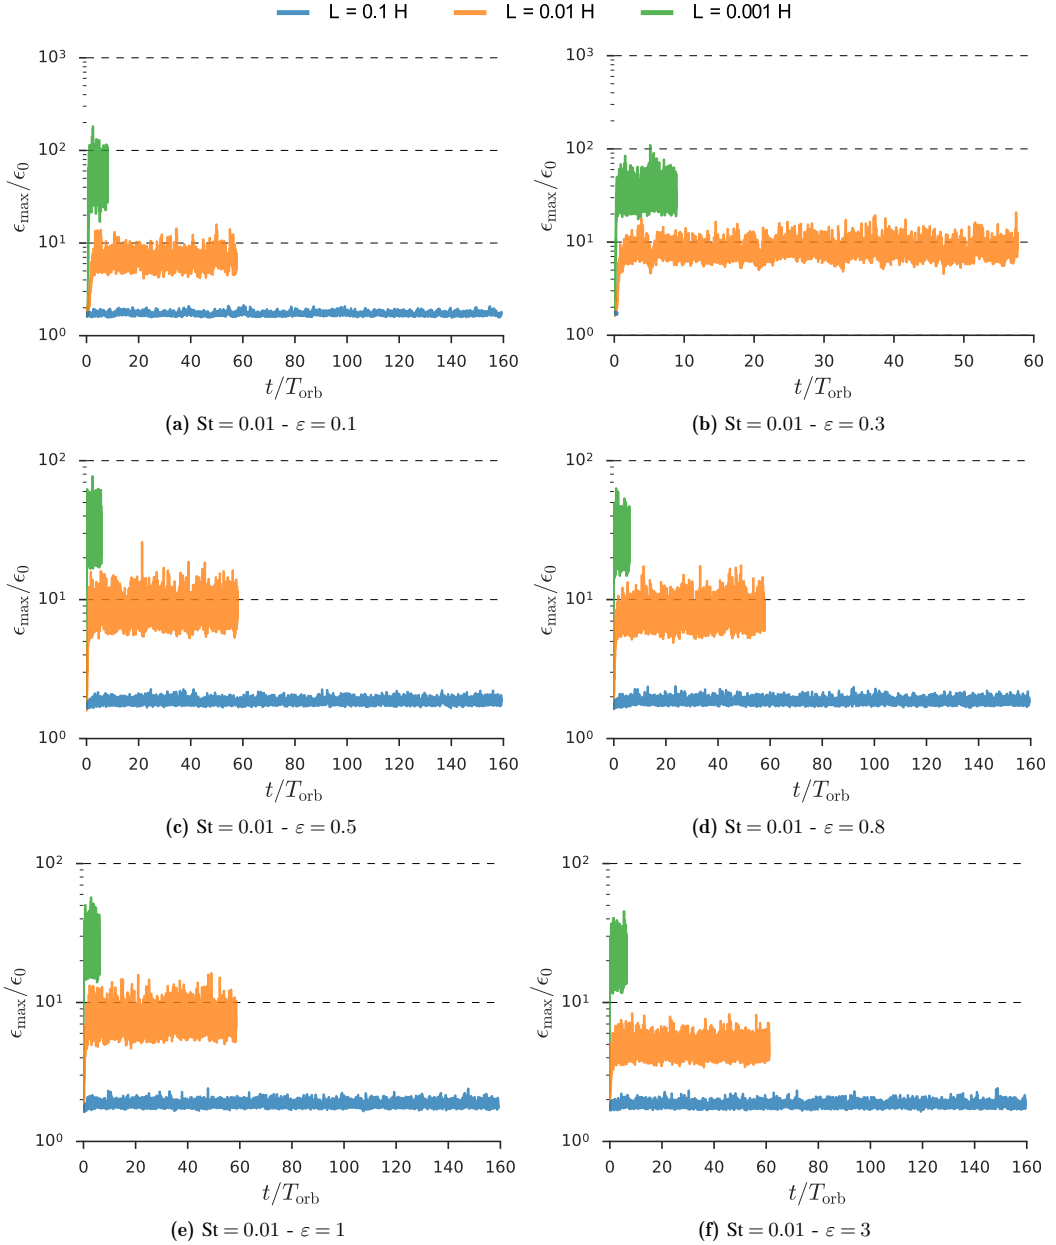 L = 0.1 H L = 0.01 H L = 0.001 H
10³ 10³
10² 10²
10¹ 10¹
10⁰ 10⁰
ϵmax/ϵ0 ϵmax/ϵ0
0 20 40 60 80 100 120 140 160 0 10 20 30 40 50 60
t/Torb t/Torb
(a) St = 0.01 - ε = 0.1 (b) St = 0.01 - ε = 0.3
10² 10²
10¹ 10¹
10⁰ 10⁰
ϵmax/ϵ0 ϵmax/ϵ0
0 20 40 60 80 100 120 140 160 0 20 40 60 80 100 120 140 160
t/Torb t/Torb
(c) St = 0.01 - ε = 0.5 (d) St = 0.01 - ε = 0.8
10² 10²
10¹ 10¹
10⁰ 10⁰
ϵmax/ϵ0 ϵmax/ϵ0
0 20 40 60 80 100 120 140 160 0 20 40 60 80 100 120 140 160
t/Torb t/Torb
(e) St = 0.01 - ε = 1 (f) St = 0.01 - ε = 3